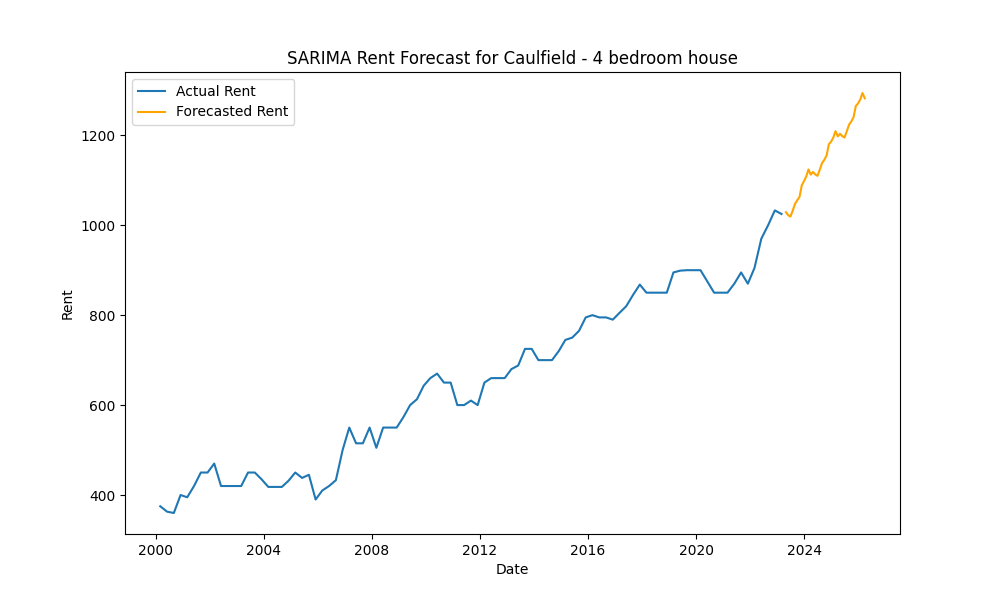 SARIMA Rent Forecast for Caulfield - 4 bedroom house
Actual Rent
Forecasted Rent
1200
1000
800
600
400
Rent
2000 2004 2008 2012 2016 2020 2024
Date